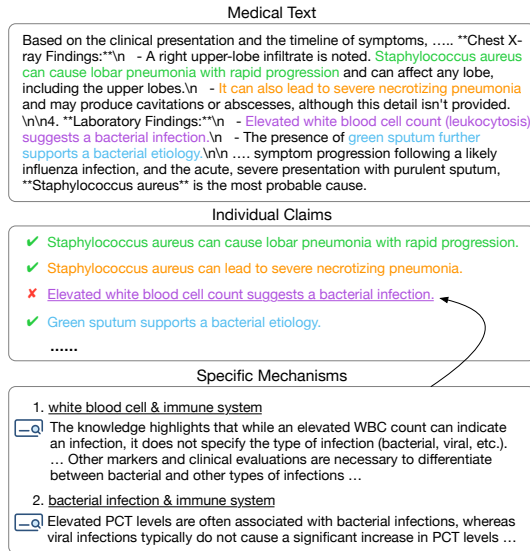 Medical Text
Based on the clinical presentation and the timeline of symptoms, ….. **Chest X-
ray Findings:**\n   - A right upper-lobe infiltrate is noted. Staphylococcus aureus
can cause lobar pneumonia with rapid progression and can affect any lobe,
including the upper lobes.\n   - It can also lead to severe necrotizing pneumonia
and may produce cavitations or abscesses, although this detail isn't provided.
\n\n4. **Laboratory Findings:**\n   - Elevated white blood cell count (leukocytosis)
suggests a bacterial infection.\n   - The presence of green sputum further
supports a bacterial etiology.\n\n …. symptom progression following a likely
influenza infection, and the acute, severe presentation with purulent sputum,
**Staphylococcus aureus** is the most probable cause.
Individual Claims
✔ Staphylococcus aureus can cause lobar pneumonia with rapid progression.
✔ Staphylococcus aureus can lead to severe necrotizing pneumonia.
✘ Elevated white blood cell count suggests a bacterial infection.
✔ Green sputum supports a bacterial etiology.
......
Specific Mechanisms
1. white blood cell & immune system
The knowledge highlights that while an elevated WBC count can indicate
an infection, it does not specify the type of infection (bacterial, viral, etc.).
… Other markers and clinical evaluations are necessary to differentiate
between bacterial and other types of infections …
2. bacterial infection & immune system
Elevated PCT levels are often associated with bacterial infections, whereas
viral infections typically do not cause a significant increase in PCT levels …